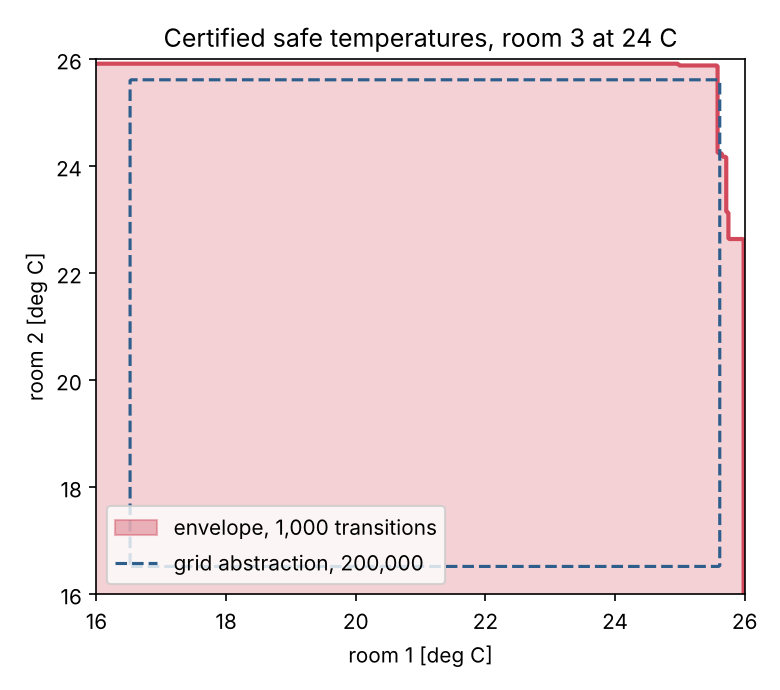 Certified safe temperatures, room 3 at 24 C
26
24
22
20
18
16
room 2 [deg C]
envelope, 1,000 transitions
grid abstraction, 200,000
16 18 20 22 24 26
room 1 [deg C]